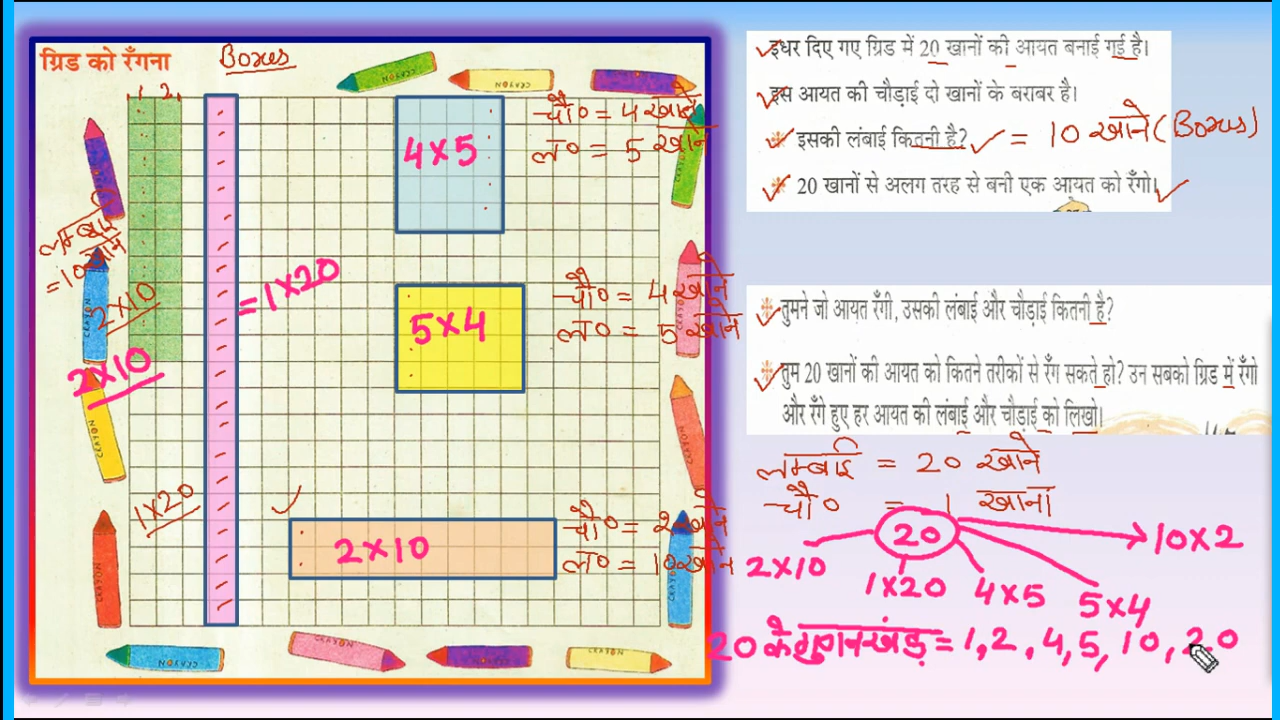 ग्रिड को रँगना Boxes
1 2
CRAYON CRAYON CRAYON
4×5
चौ० = 4 खाने
ल० = 5 खाने
लम्बाई
= 10 खाने
2×10
2×10
= 1×20
5×4
चौ० = 4 खाने
ल० = 5 खाने
1×20
2×10
चौ० = 2 खाने
ल० = 10 खाने
इधर दिए गए ग्रिड में 20 खानों की आयत बनाई गई है।
इस आयत की चौड़ाई दो खानों के बराबर है।
इसकी लंबाई कितनी है? = 10 खाने (Boxes)
20 खानों से अलग तरह से बनी एक आयत को रँगो।
तुमने जो आयत रँगी, उसकी लंबाई और चौड़ाई कितनी है?
तुम 20 खानों की आयत को कितने तरीकों से रँग सकते हो? उन सबको ग्रिड में रँगो
और रँगे हुए हर आयत की लंबाई और चौड़ाई को लिखो।
लम्बाई = 20 खाने
चौ० = 1 खाना
20
2×10 1×20 4×5 5×4 10×2
20 के गुणनखंड = 1, 2, 4, 5, 10, 20